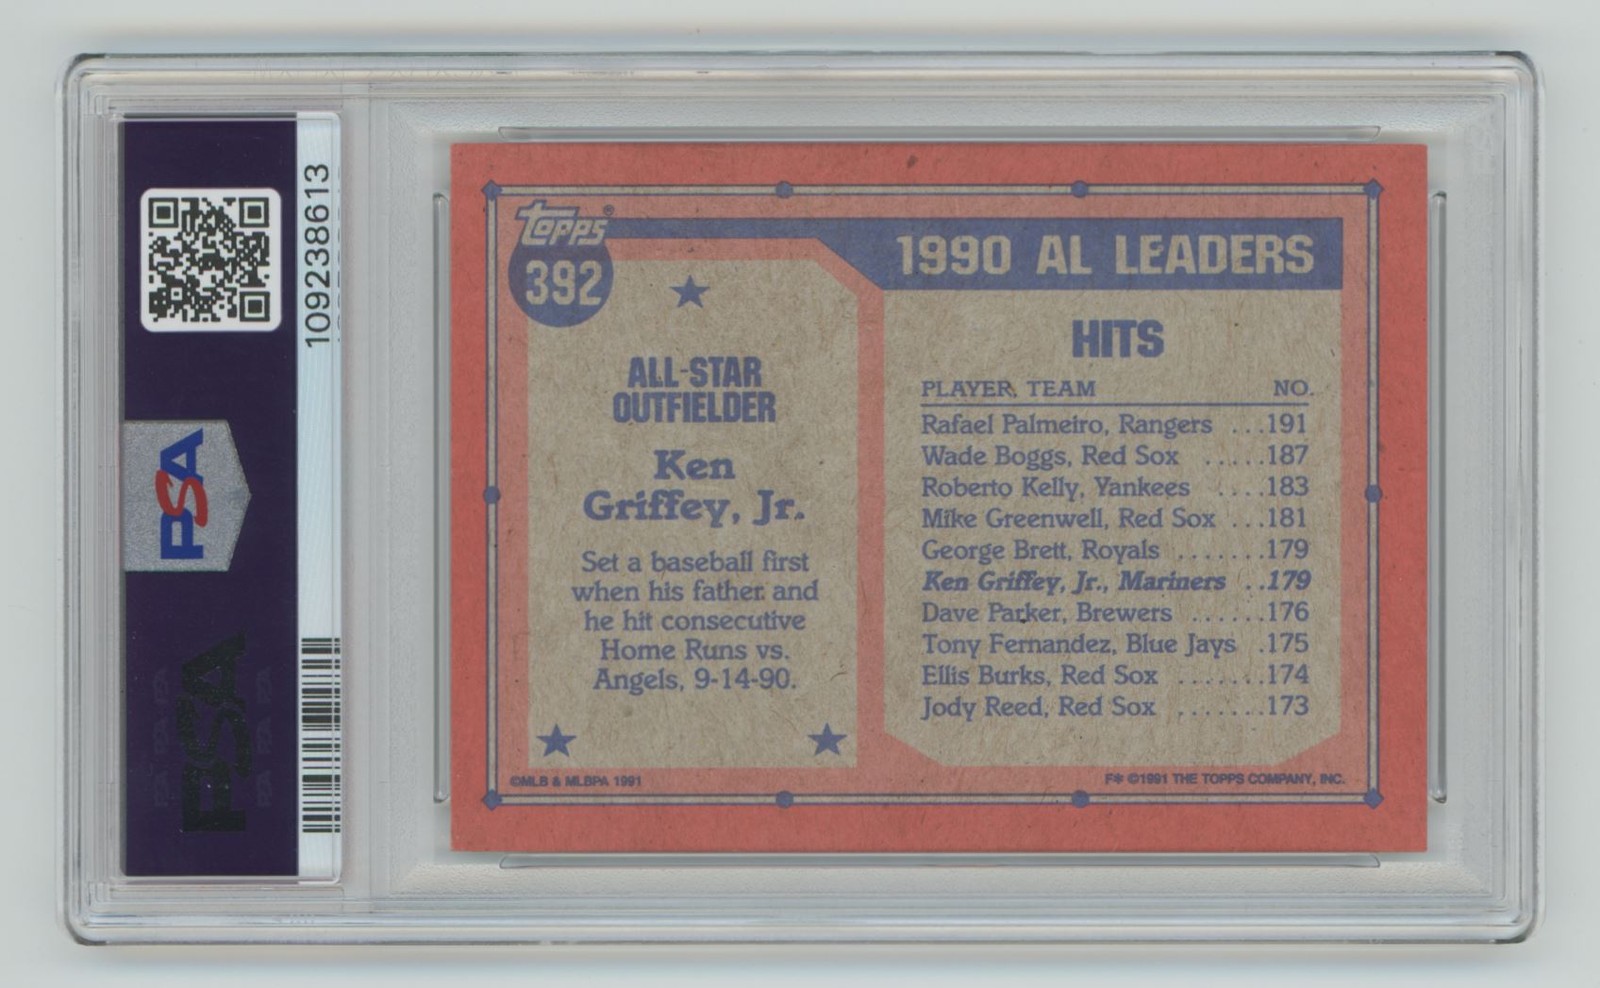 109238613
PSA
PSA
Topps®
392
ALL-STAR
OUTFIELDER
Ken
Griffey, Jr.
Set a baseball first
when his father and
he hit consecutive
Home Runs vs.
Angels, 9-14-90.
©MLB & MLBPA 1991
1990 AL LEADERS
HITS
PLAYER, TEAM NO.
Rafael Palmeiro, Rangers ...191
Wade Boggs, Red Sox ......187
Roberto Kelly, Yankees ....183
Mike Greenwell, Red Sox ...181
George Brett, Royals .......179
Ken Griffey, Jr., Mariners ..179
Dave Parker, Brewers ......176
Tony Fernandez, Blue Jays .175
Ellis Burks, Red Sox .......174
Jody Reed, Red Sox .......173
F* ©1991 THE TOPPS COMPANY, INC.